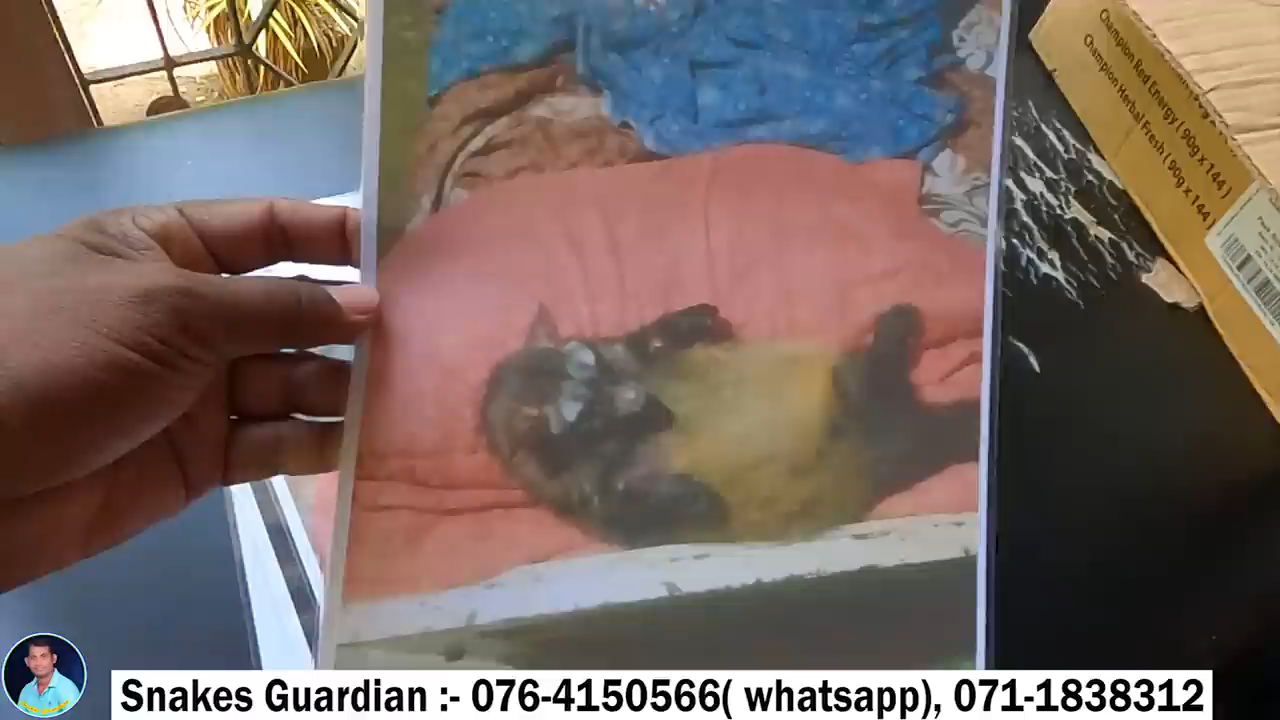 Champion Red Energy ( 90g x 144 )
Champion Herbal Fresh ( 90g x 144 )
Snakes Guardian :- 076-4150566( whatsapp), 071-1838312